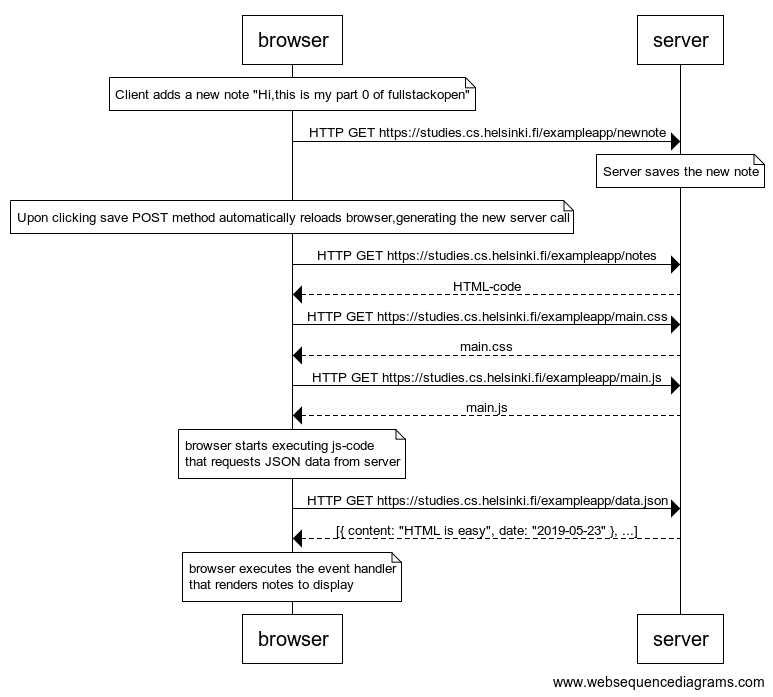 browser
server
Client adds a new note "Hi,this is my part 0 of fullstackopen"
HTTP GET https://studies.cs.helsinki.fi/exampleapp/newnote
Server saves the new note
Upon clicking save POST method automatically reloads browser,generating the new server call
HTTP GET https://studies.cs.helsinki.fi/exampleapp/notes
HTML-code
HTTP GET https://studies.cs.helsinki.fi/exampleapp/main.css
main.css
HTTP GET https://studies.cs.helsinki.fi/exampleapp/main.js
main.js
browser starts executing js-code
that requests JSON data from server
HTTP GET https://studies.cs.helsinki.fi/exampleapp/data.json
[{ content: "HTML is easy", date: "2019-05-23" }, ...]
browser executes the event handler
that renders notes to display
browser
server
www.websequencediagrams.com